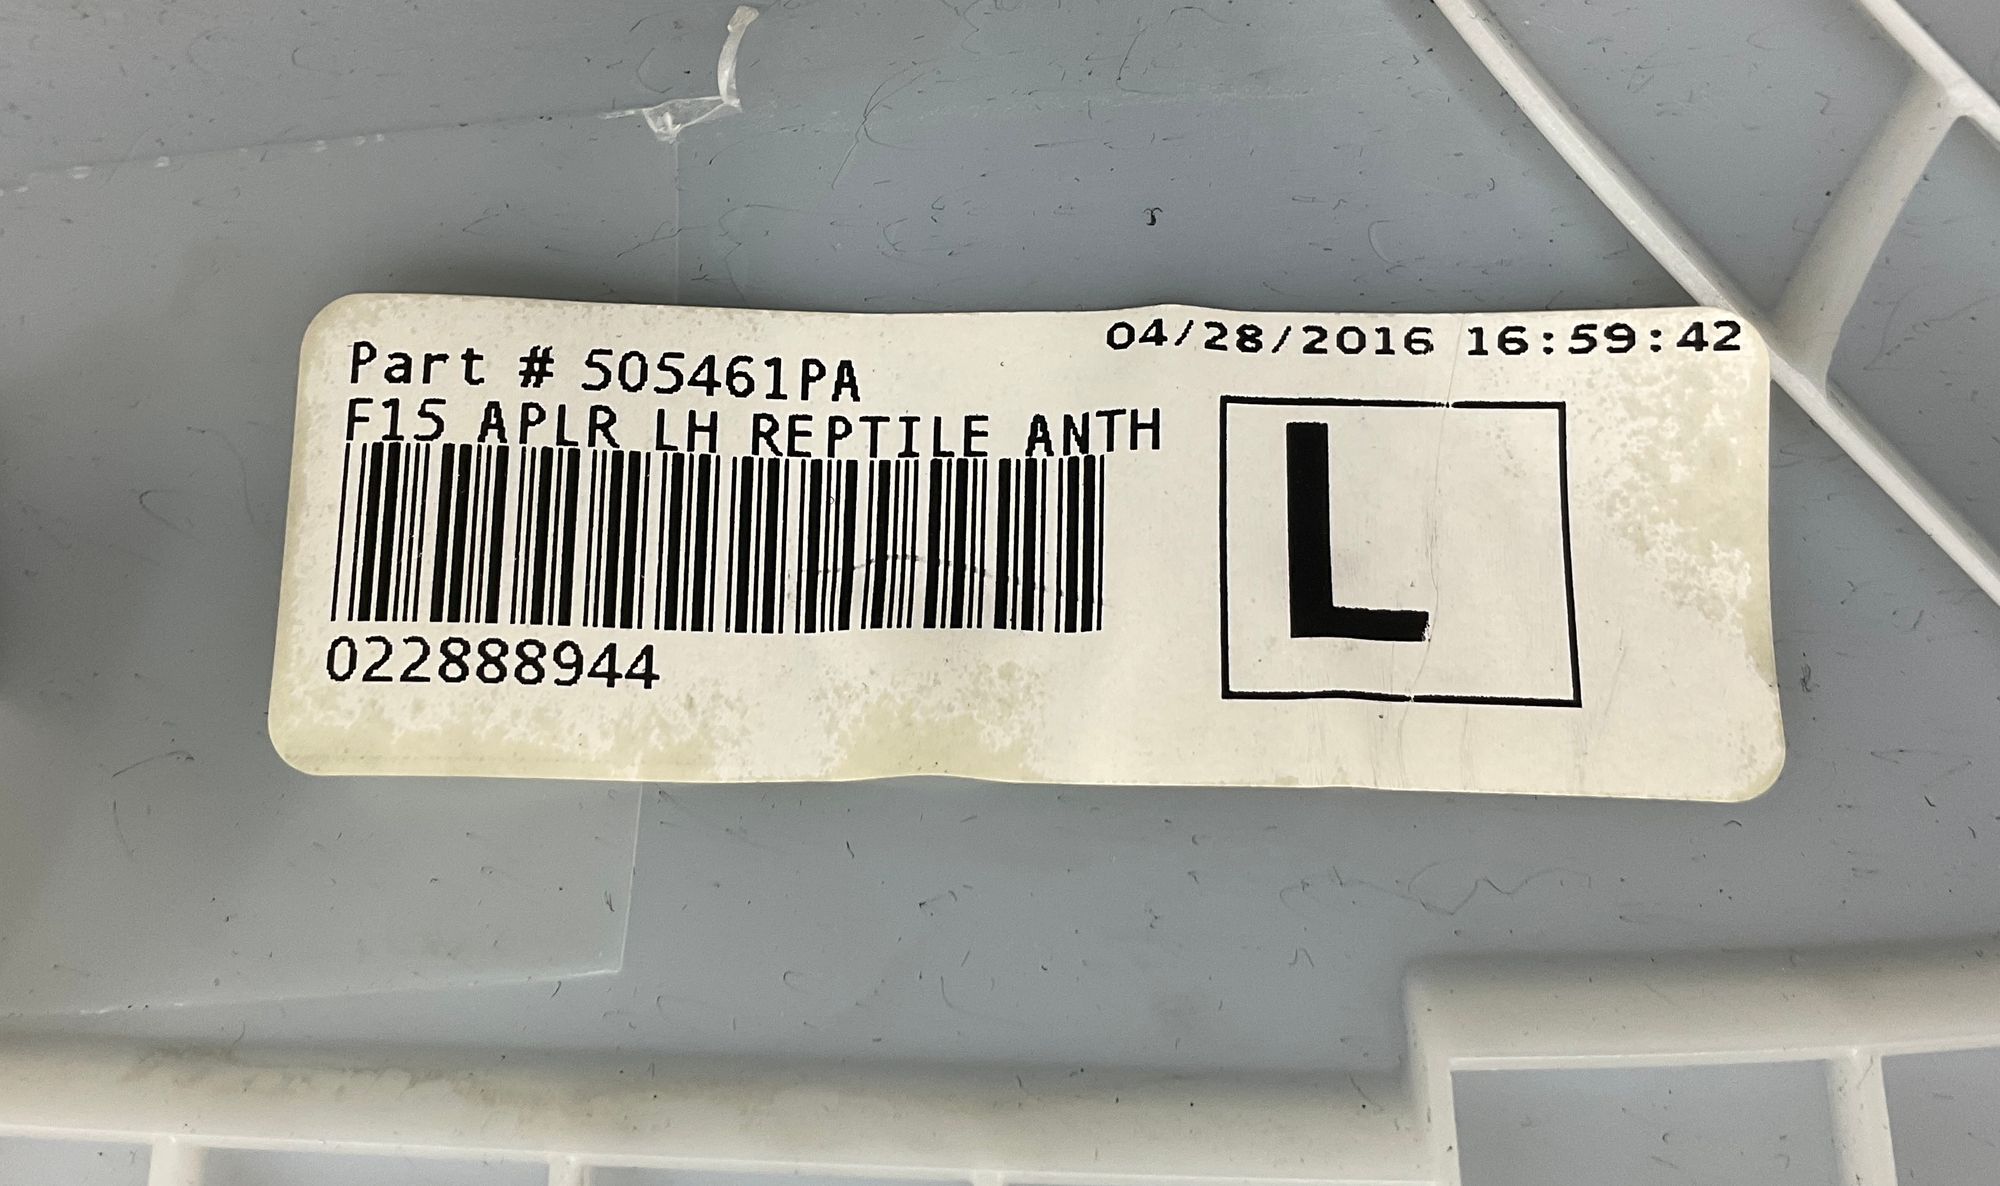 04/28/2016 16:59:42
Part # 505461PA
F15 APLR LH REPTILE ANTH
L
022888944